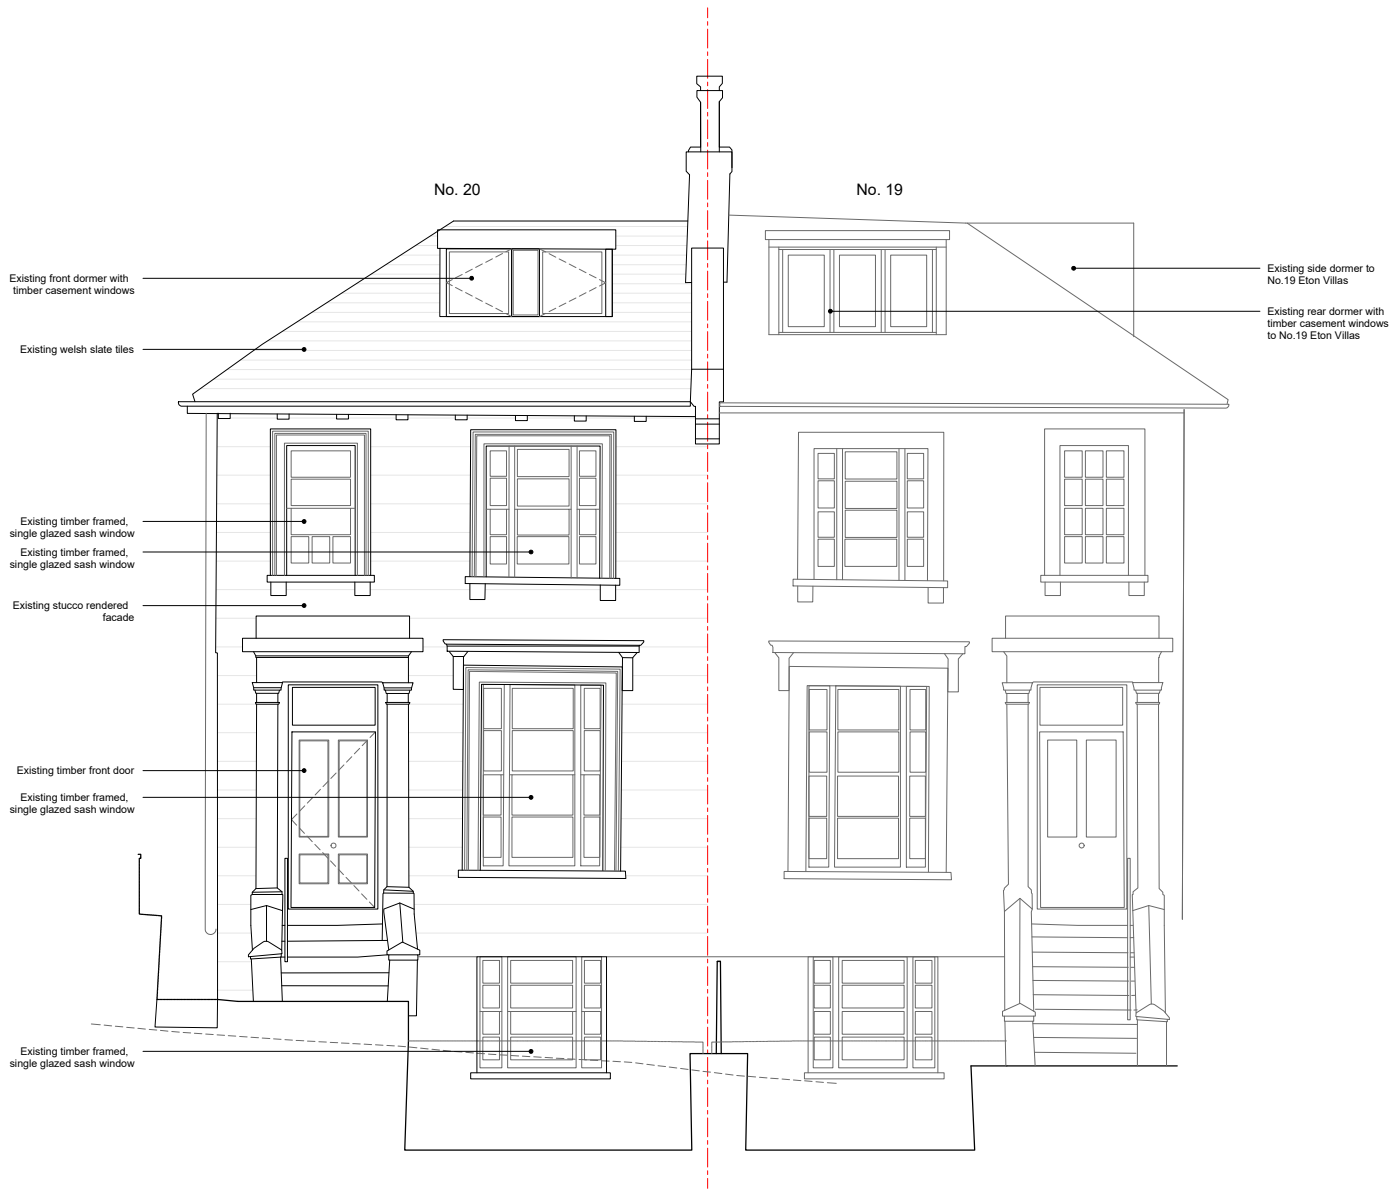 No. 20
No. 19
Existing front dormer with
timber casement windows
Existing welsh slate tiles
Existing timber framed,
single glazed sash window
Existing timber framed,
single glazed sash window
Existing stucco rendered
facade
Existing timber front door
Existing timber framed,
single glazed sash window
Existing timber framed,
single glazed sash window
Existing side dormer to
No.19 Eton Villas
Existing rear dormer with
timber casement windows
to No.19 Eton Villas